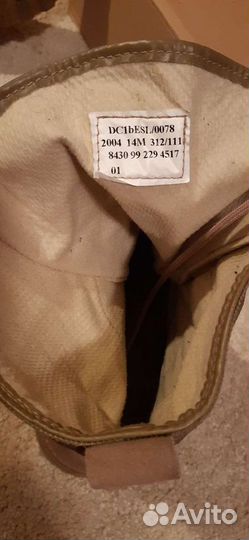 DC1bESL/0078
2004 14M 312/111
8430 99 229 4517
01
Avito